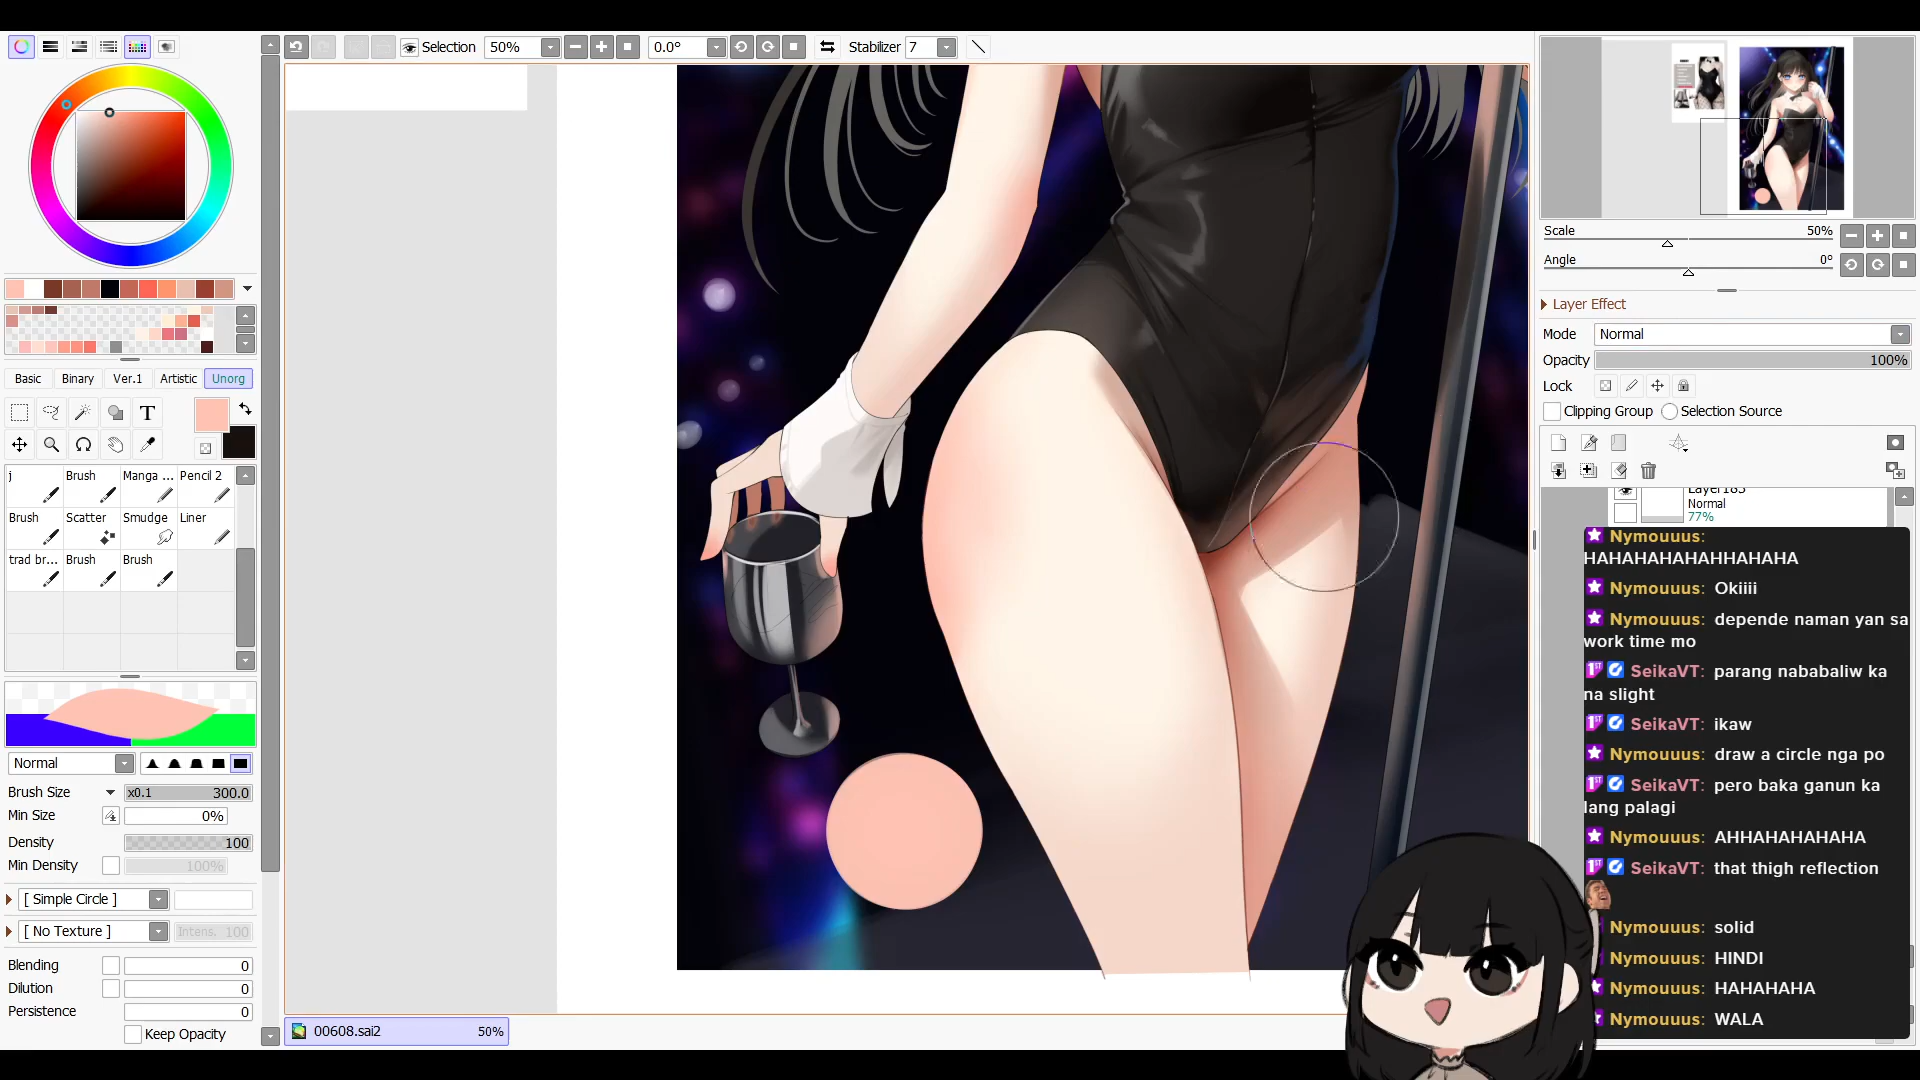 Selection
50%
0.0°
Stabilizer 7
Basic
Binary
Ver.1
Artistic
Unorg
T
j
Brush
Manga ...
Pencil 2
Brush
Scatter
Smudge
Liner
trad br...
Brush
Brush
Normal
Brush Size
x0.1
300.0
Min Size
0%
Density
100
Min Density
100%
[ Simple Circle ]
[ No Texture ]
Intens. 100
Blending
0
Dilution
0
Persistence
0
Keep Opacity
00608.sai2
50%
Scale
50%
Angle
0°
Layer Effect
Mode
Normal
Opacity
100%
Lock
Clipping Group
Selection Source
Layer185
Normal
77%
Nymouuus:
HAHAHAHAHAHHAHAHA
Nymouuus: Okiiii
Nymouuus: depende naman yan sa
work time mo
SeikaVT: parang nababaliw ka
na slight
SeikaVT: ikaw
Nymouuus: draw a circle nga po
SeikaVT: pero baka ganun ka
lang palagi
Nymouuus: AHHAHAHAHAHA
SeikaVT: that thigh reflection
Nymouuus: solid
Nymouuus: HINDI
Nymouuus: HAHAHAHA
Nymouuus: WALA